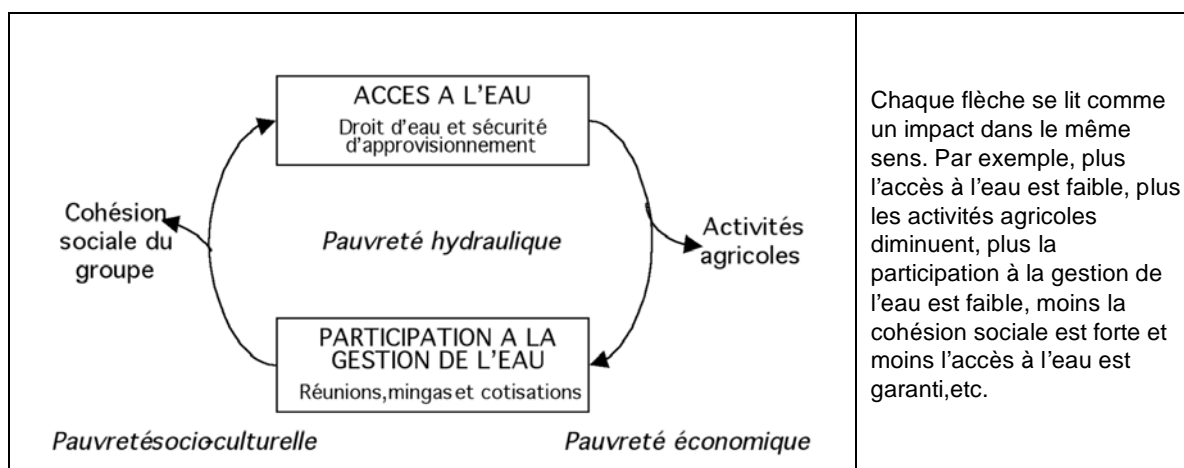 ACCES A L'EAU
Droit d'eau et sécurité
d'approvisionnement
Cohésion
sociale du
groupe
Pauvreté hydraulique
Activités
agricoles
PARTICIPATION A LA
GESTION DE L'EAU
Réunions,mingas et cotisations
Pauvretésocio-culturelle
Pauvreté économique
Chaque flèche se lit comme
un impact dans le même
sens. Par exemple, plus
l'accès à l'eau est faible, plus
les activités agricoles
diminuent, plus la
participation à la gestion de
l'eau est faible, moins la
cohésion sociale est forte et
moins l'accès à l'eau est
garanti,etc.